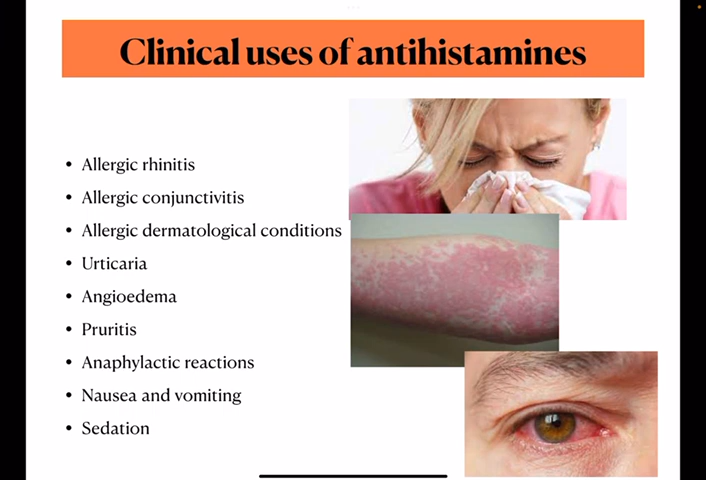 Clinical uses of antihistamines
• Allergic rhinitis
• Allergic conjunctivitis
• Allergic dermatological conditions
• Urticaria
• Angioedema
• Pruritis
• Anaphylactic reactions
• Nausea and vomiting
• Sedation